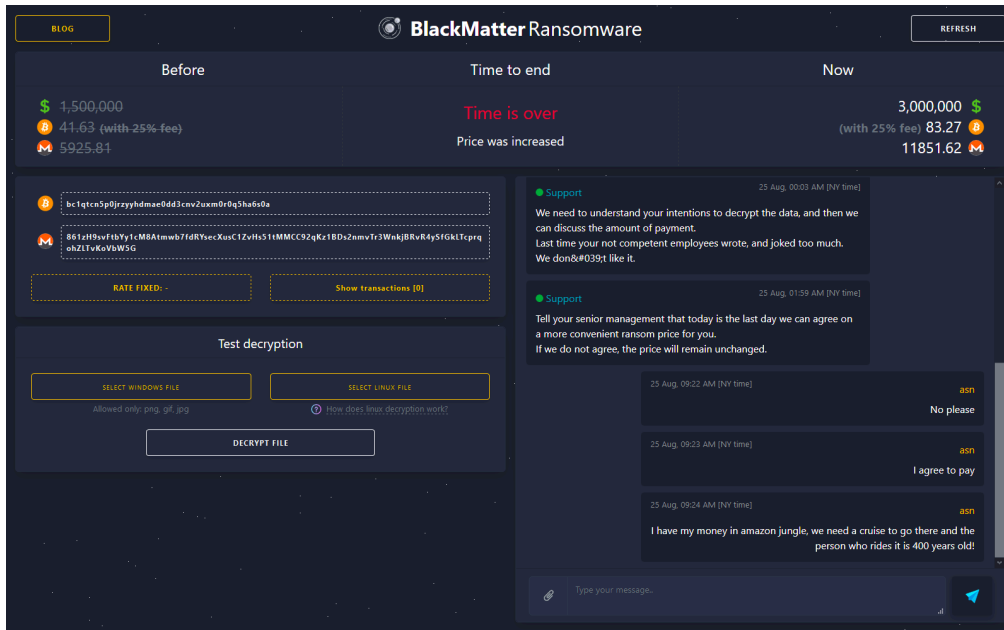 BLOG
BlackMatter Ransomware
REFRESH
Before
Time to end
Now
$ 1,500,000
41.63 (with 25% fee)
5925.81
Time is over
Price was increased
3,000,000 $
(with 25% fee) 83.27
11851.62
bc1qtcn5p0jrzyyhdmae0dd3cnv2uxm0r0q5ha6s0a
861zH9svFtbYy1cM8Atmwb7fdRYsecXusC1ZvHs51tMMCC92qKz1BDs2nmvTr3WnkjBRvR4y5fGkLTcprq
ohZLTvKoVbW5G
RATE FIXED: -
Show transactions [0]
Test decryption
SELECT WINDOWS FILE
SELECT LINUX FILE
Allowed only: png, gif, jpg
? How does linux decryption work?
DECRYPT FILE
Support
25 Aug, 00:03 AM [NY time]
We need to understand your intentions to decrypt the data, and then we
can discuss the amount of payment.
Last time your not competent employees wrote, and joked too much.
We don&#039;t like it.
Support
25 Aug, 01:59 AM [NY time]
Tell your senior management that today is the last day we can agree on
a more convenient ransom price for you.
If we do not agree, the price will remain unchanged.
25 Aug, 09:22 AM [NY time]
asn
No please
25 Aug, 09:23 AM [NY time]
asn
I agree to pay
25 Aug, 09:24 AM [NY time]
asn
I have my money in amazon jungle, we need a cruise to go there and the
person who rides it is 400 years old!
Type your message..